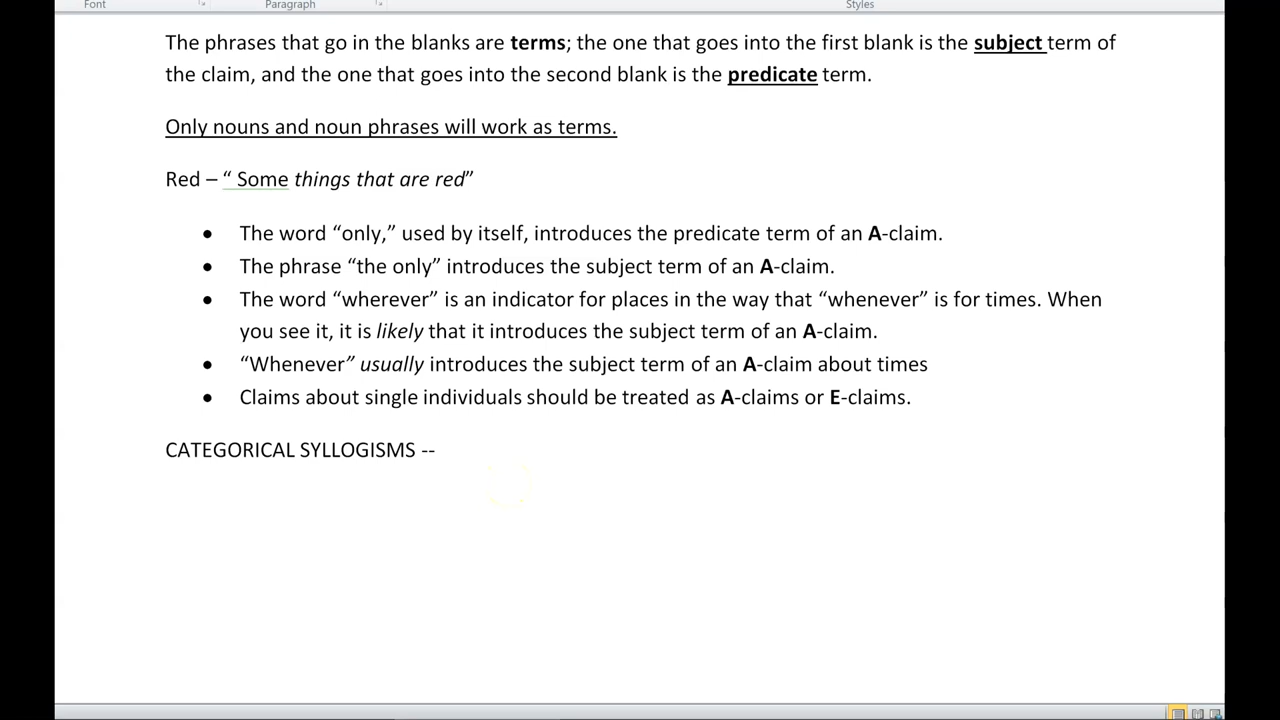 Font Paragraph Styles
The phrases that go in the blanks are terms; the one that goes into the first blank is the subject term of
the claim, and the one that goes into the second blank is the predicate term.
Only nouns and noun phrases will work as terms.
Red – “ Some things that are red”
• The word “only,” used by itself, introduces the predicate term of an A-claim.
• The phrase “the only” introduces the subject term of an A-claim.
• The word “wherever” is an indicator for places in the way that “whenever” is for times. When
you see it, it is likely that it introduces the subject term of an A-claim.
• “Whenever” usually introduces the subject term of an A-claim about times
• Claims about single individuals should be treated as A-claims or E-claims.
CATEGORICAL SYLLOGISMS --